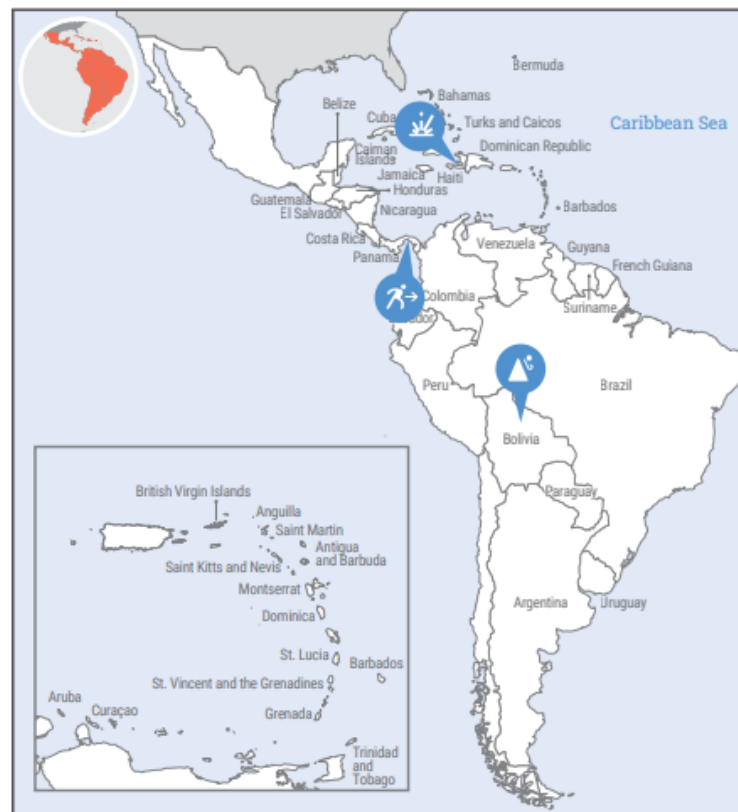 Bermuda
Bahamas
Belize
Cuba
Turks and Caicos
Caribbean Sea
Caiman
Islands
Dominican Republic
Jamaica
Haiti
Honduras
Guatemala
El Salvador
Nicaragua
Barbados
Costa Rica
Panama
Venezuela
Guyana
French Guiana
Colombia
Suriname
Peru
Brazil
Bolivia
Paraguay
Argentina
Uruguay
British Virgin Islands
Anguilla
Saint Martin
Antigua
and Barbuda
Saint Kitts and Nevis
Montserrat
Dominica
St. Lucia
Barbados
St. Vincent and the Grenadines
Aruba
Curaçao
Grenada
Trinidad
and
Tobago